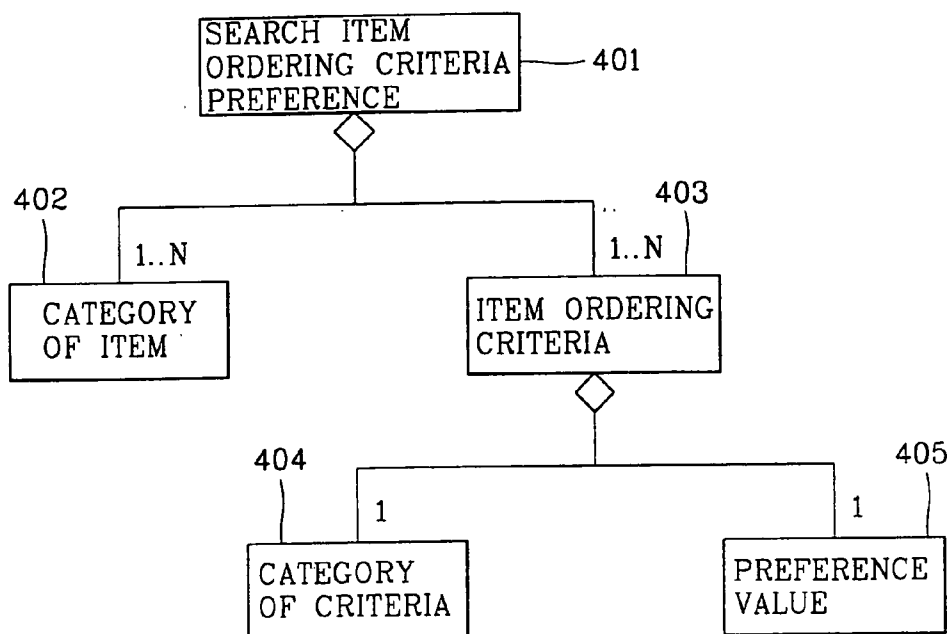 SEARCH ITEM
ORDERING CRITERIA
PREFERENCE
401
402
403
1..N
1..N
CATEGORY
OF ITEM
ITEM ORDERING
CRITERIA
404
405
1
1
CATEGORY
OF CRITERIA
PREFERENCE
VALUE